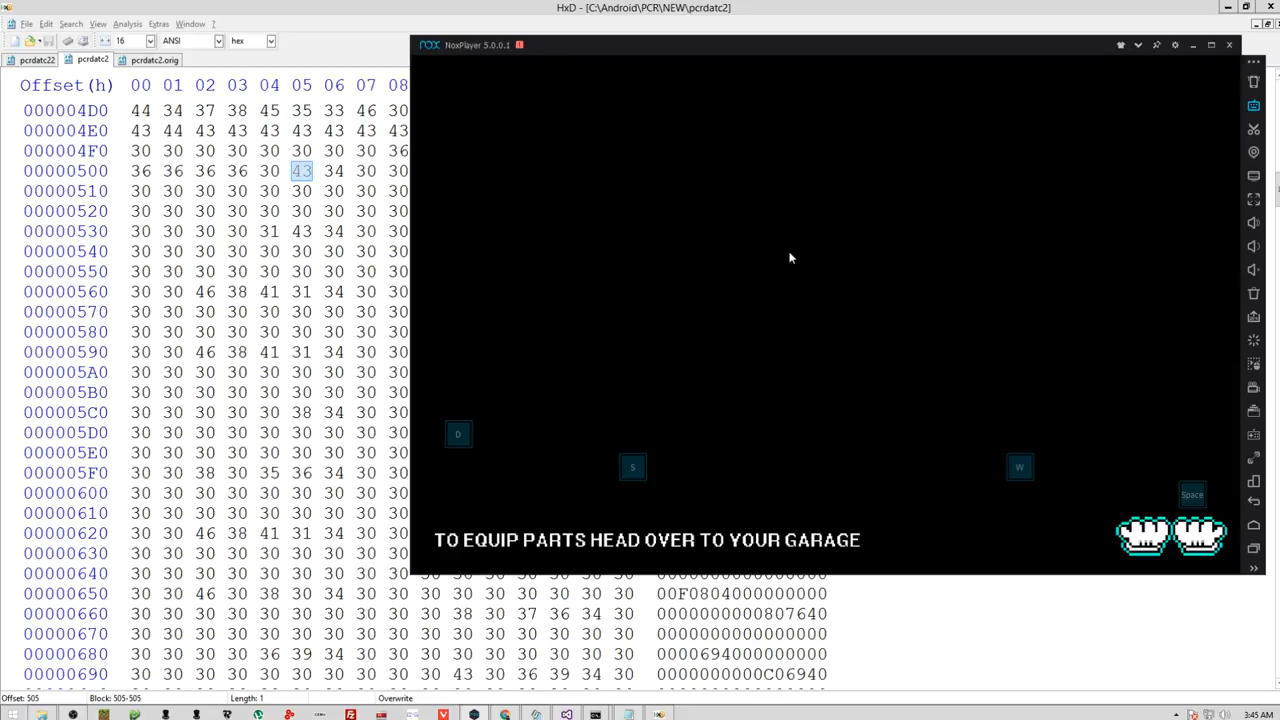 HxD - [C:\Android\PCR\NEW\pcrdatc2]
File Edit Search View Analysis Extras Window ?
16 ANSI hex
pcrdatc22 pcrdatc2 pcrdatc2.orig
nox NoxPlayer 5.0.0.1
Offset(h) 00 01 02 03 04 05 06 07 08
000004D0 44 34 37 38 45 35 33 46 30
000004E0 43 44 43 43 43 43 43 43 43
000004F0 30 30 30 30 30 30 30 30 36
00000500 36 36 36 36 30 43 34 30 30
00000510 30 30 30 30 30 30 30 30 30
00000520 30 30 30 30 30 30 30 30 30
00000530 30 30 30 30 31 43 34 30 30
00000540 30 30 30 30 30 30 30 30 30
00000550 30 30 30 30 30 30 30 30 30
00000560 30 30 46 38 41 31 34 30 30
00000570 30 30 30 30 30 30 30 30 30
00000580 30 30 30 30 30 30 30 30 30
00000590 30 30 46 38 41 31 34 30 30
000005A0 30 30 30 30 30 30 30 30 30
000005B0 30 30 30 30 30 30 30 30 30
000005C0 30 30 30 30 30 38 34 30 30
000005D0 30 30 30 30 30 30 30 30 30
000005E0 30 30 30 30 30 30 30 30 30
000005F0 30 30 38 30 35 36 34 30 30
00000600 30 30 30 30 30 30 30 30 30
00000610 30 30 30 30 30 30 30 30 30
00000620 30 30 46 38 41 31 34 30 30
00000630 30 30 30 30 30 30 30 30 30
D
S
W
Space
TO EQUIP PARTS HEAD OVER TO YOUR GARAGE
00000640 30 30 30 30 30 30 30 30 30 30 30 30 30 30 30 30 0000000000000000
00000650 30 30 46 30 38 30 34 30 30 30 30 30 30 30 30 30 00F0804000000000
00000660 30 30 30 30 30 30 30 30 30 30 38 30 37 36 34 30 0000000000807640
00000670 30 30 30 30 30 30 30 30 30 30 30 30 30 30 30 30 0000000000000000
00000680 30 30 30 30 36 39 34 30 30 30 30 30 30 30 30 30 0000694000000000
00000690 30 30 30 30 30 30 30 30 30 30 43 30 36 39 34 30 0000000000C06940
Offset: 505 Block: 505-505 Length: 1 Overwrite
3:45 AM